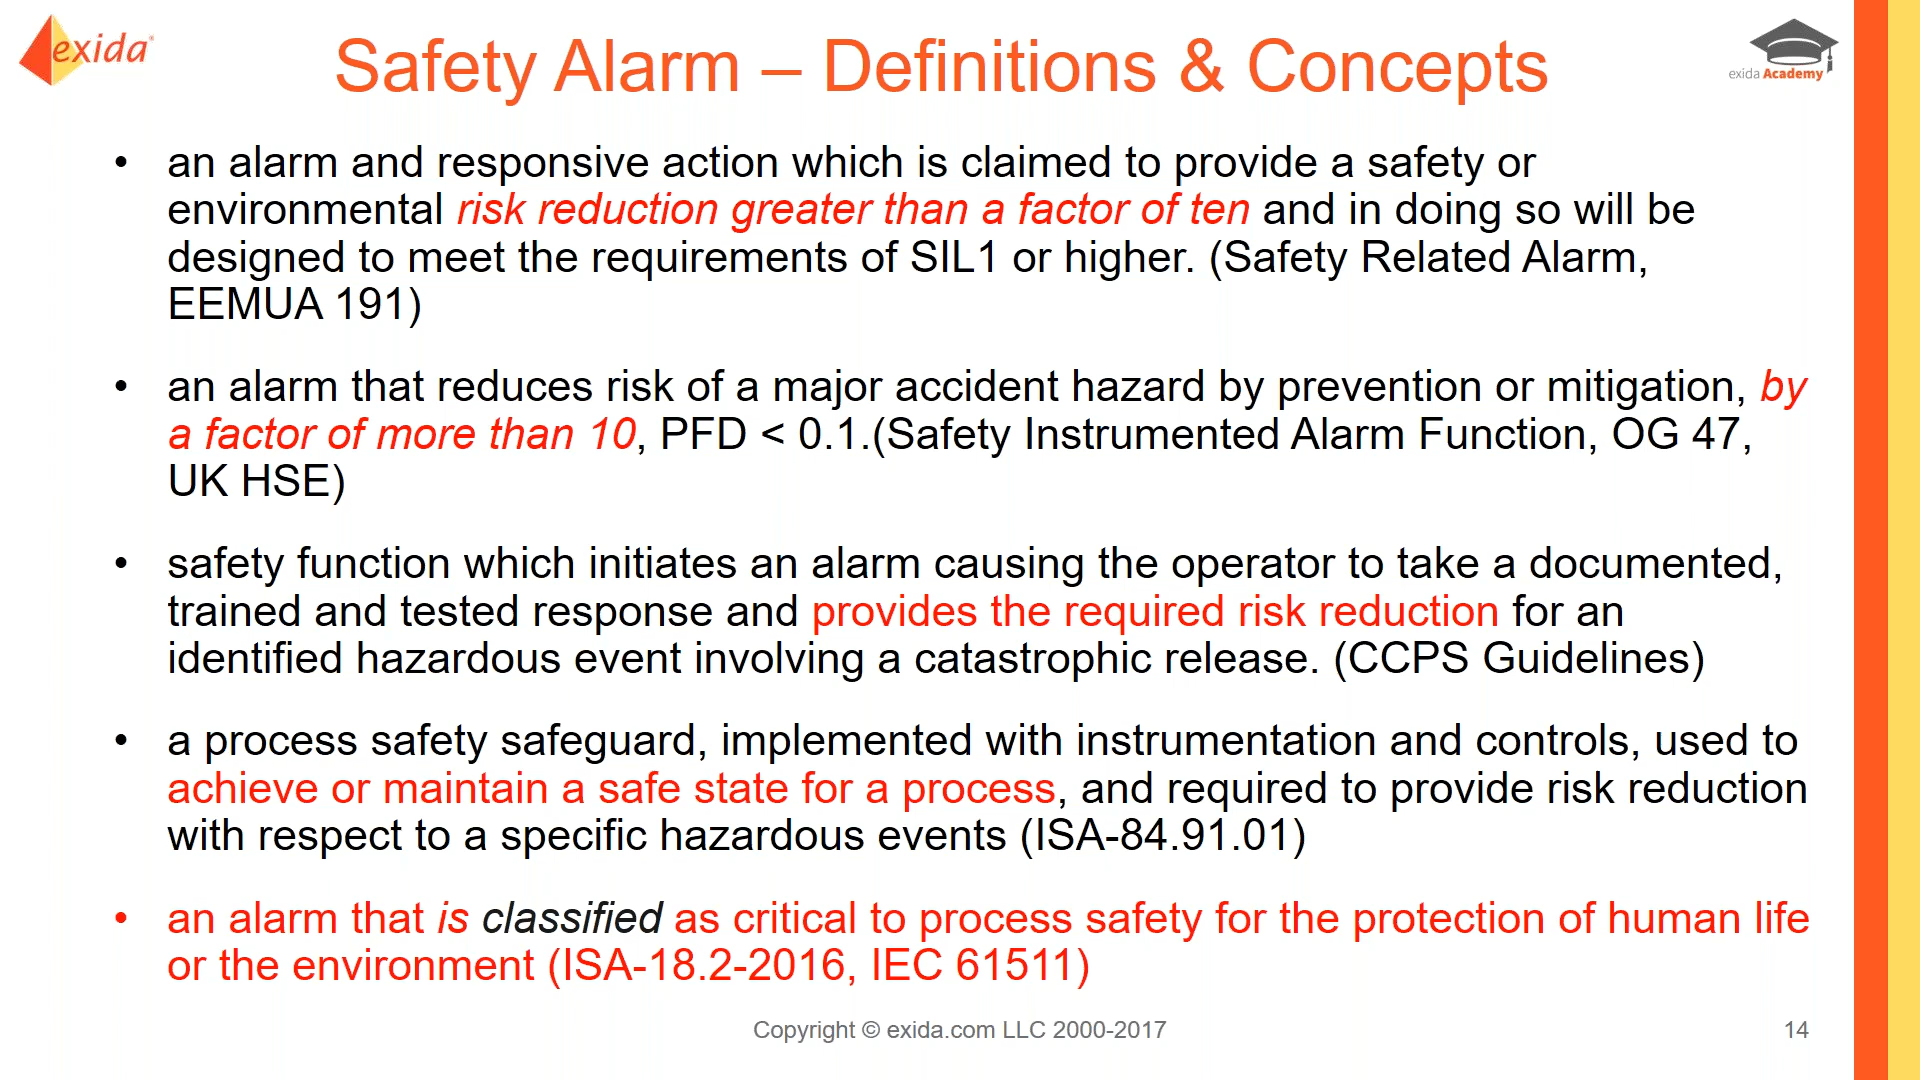 exida
Safety Alarm – Definitions & Concepts
exida Academy
• an alarm and responsive action which is claimed to provide a safety or
environmental risk reduction greater than a factor of ten and in doing so will be
designed to meet the requirements of SIL1 or higher. (Safety Related Alarm,
EEMUA 191)
• an alarm that reduces risk of a major accident hazard by prevention or mitigation, by
a factor of more than 10, PFD < 0.1.(Safety Instrumented Alarm Function, OG 47,
UK HSE)
• safety function which initiates an alarm causing the operator to take a documented,
trained and tested response and provides the required risk reduction for an
identified hazardous event involving a catastrophic release. (CCPS Guidelines)
• a process safety safeguard, implemented with instrumentation and controls, used to
achieve or maintain a safe state for a process, and required to provide risk reduction
with respect to a specific hazardous events (ISA-84.91.01)
• an alarm that is classified as critical to process safety for the protection of human life
or the environment (ISA-18.2-2016, IEC 61511)
Copyright © exida.com LLC 2000-2017
14